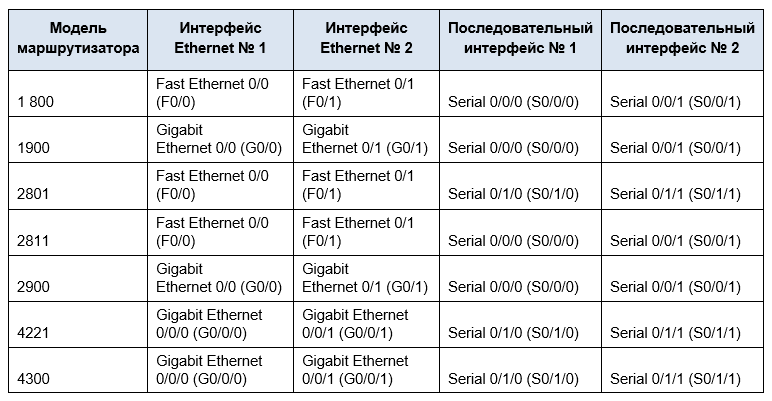 Модель маршрутизатора | Интерфейс Ethernet № 1 | Интерфейс Ethernet № 2 | Последовательный интерфейс № 1 | Последовательный интерфейс № 2
1 800 | Fast Ethernet 0/0 (F0/0) | Fast Ethernet 0/1 (F0/1) | Serial 0/0/0 (S0/0/0) | Serial 0/0/1 (S0/0/1)
1900 | Gigabit Ethernet 0/0 (G0/0) | Gigabit Ethernet 0/1 (G0/1) | Serial 0/0/0 (S0/0/0) | Serial 0/0/1 (S0/0/1)
2801 | Fast Ethernet 0/0 (F0/0) | Fast Ethernet 0/1 (F0/1) | Serial 0/1/0 (S0/1/0) | Serial 0/1/1 (S0/1/1)
2811 | Fast Ethernet 0/0 (F0/0) | Fast Ethernet 0/1 (F0/1) | Serial 0/0/0 (S0/0/0) | Serial 0/0/1 (S0/0/1)
2900 | Gigabit Ethernet 0/0 (G0/0) | Gigabit Ethernet 0/1 (G0/1) | Serial 0/0/0 (S0/0/0) | Serial 0/0/1 (S0/0/1)
4221 | Gigabit Ethernet 0/0/0 (G0/0/0) | Gigabit Ethernet 0/0/1 (G0/0/1) | Serial 0/1/0 (S0/1/0) | Serial 0/1/1 (S0/1/1)
4300 | Gigabit Ethernet 0/0/0 (G0/0/0) | Gigabit Ethernet 0/0/1 (G0/0/1) | Serial 0/1/0 (S0/1/0) | Serial 0/1/1 (S0/1/1)